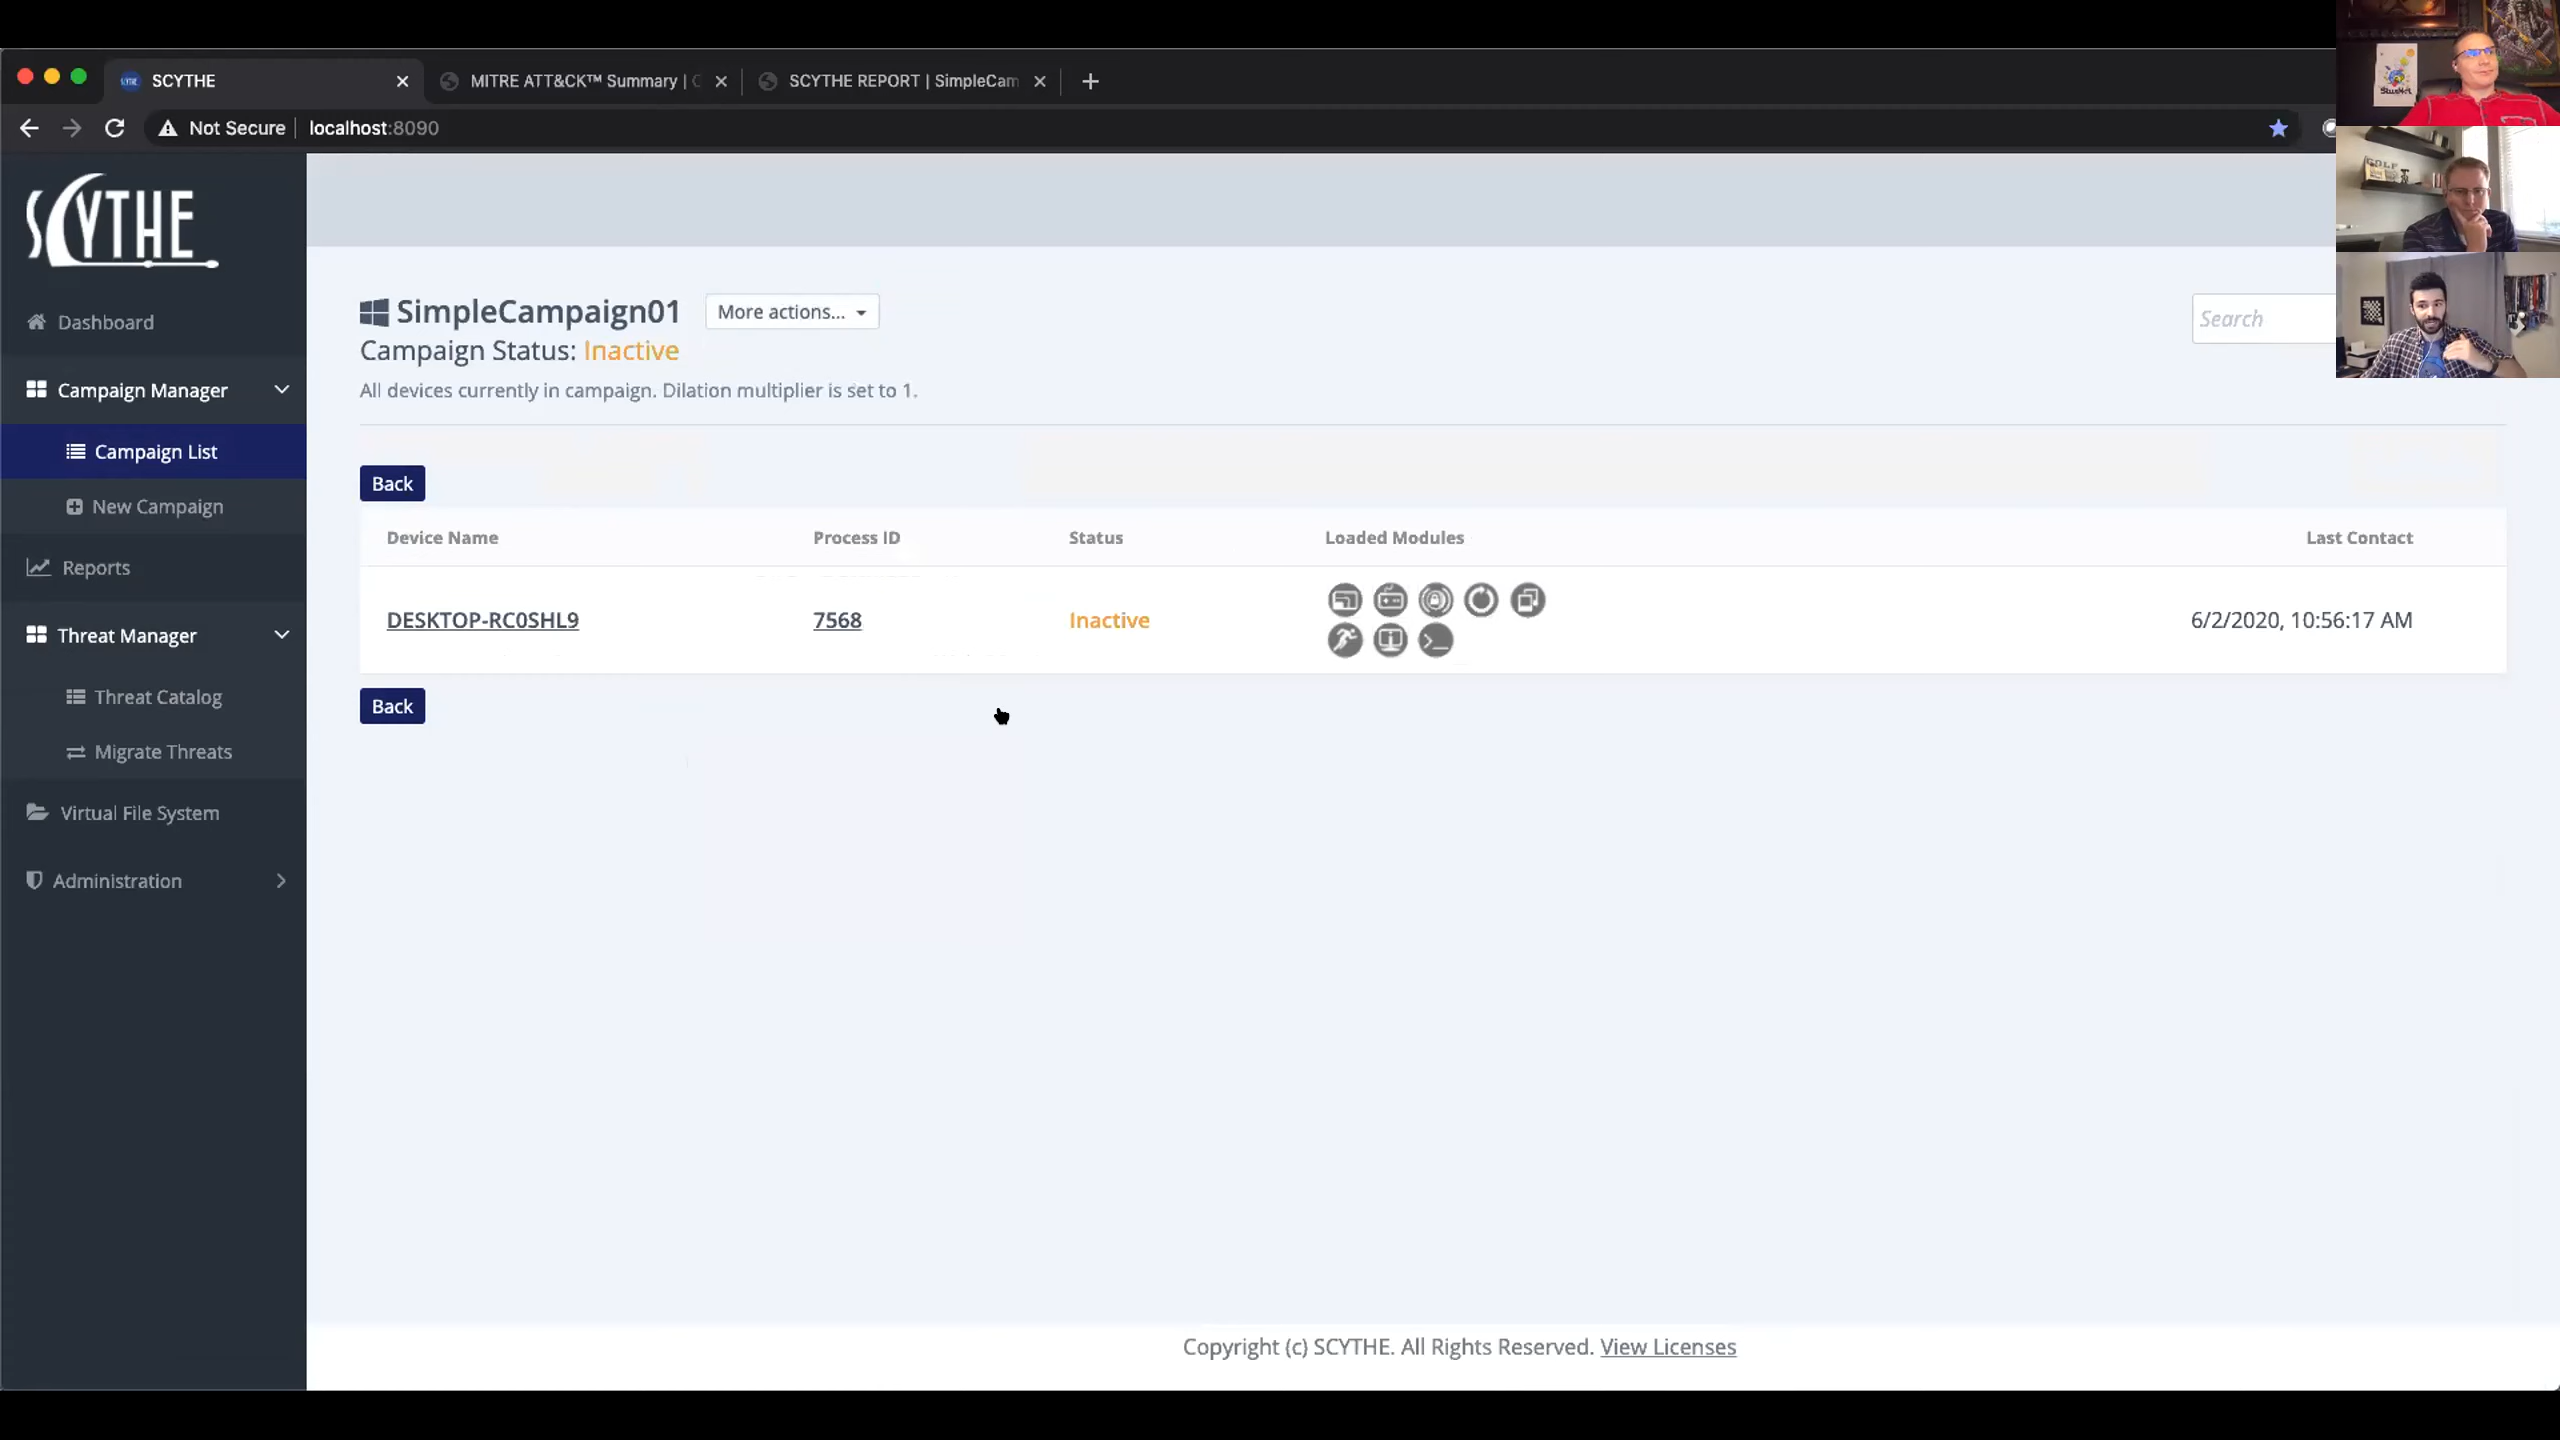 SCYTHE
MITRE ATT&CK™ Summary | C
SCYTHE REPORT | SimpleCam
Not Secure
localhost:8090
StuxNet
GOLF
SCYTHE
Dashboard
Campaign Manager
Campaign List
New Campaign
Reports
Threat Manager
Threat Catalog
Migrate Threats
Virtual File System
Administration
SimpleCampaign01
More actions...
Search
Campaign Status: Inactive
All devices currently in campaign. Dilation multiplier is set to 1.
Back
Device Name Process ID Status Loaded Modules Last Contact
DESKTOP-RC0SHL9 7568 Inactive 6/2/2020, 10:56:17 AM
Back
Copyright (c) SCYTHE. All Rights Reserved. View Licenses